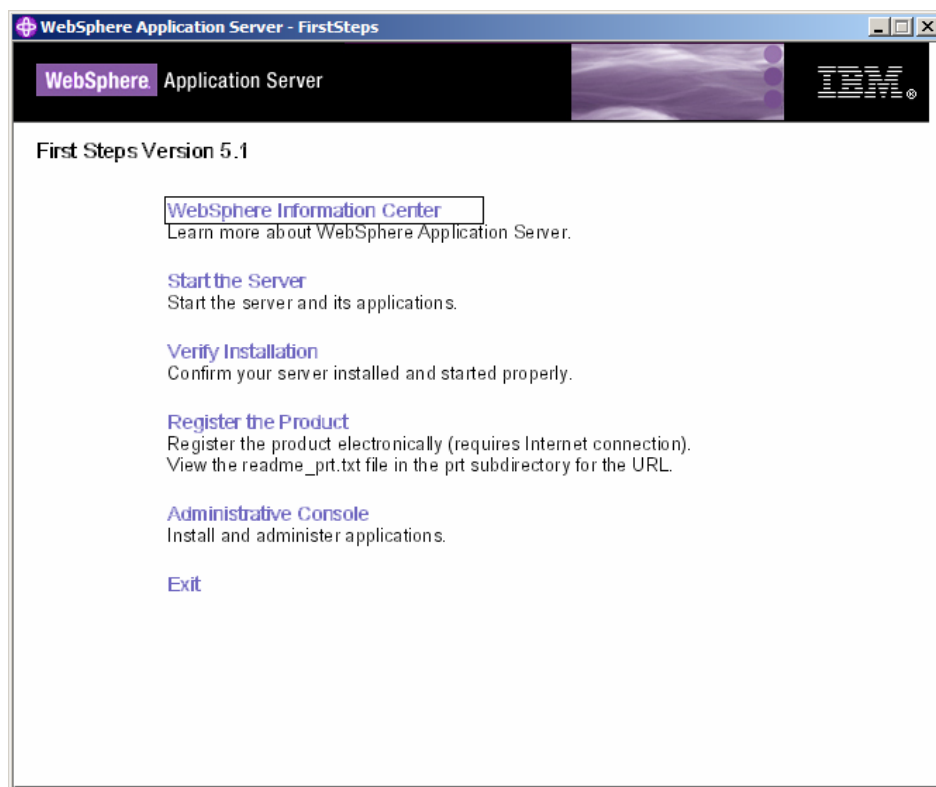 WebSphere Application Server - FirstSteps
WebSphere. Application Server
IBM®
First Steps Version 5.1
WebSphere Information Center
Learn more about WebSphere Application Server.
Start the Server
Start the server and its applications.
Verify Installation
Confirm your server installed and started properly.
Register the Product
Register the product electronically (requires Internet connection).
View the readme_prt.txt file in the prt subdirectory for the URL.
Administrative Console
Install and administer applications.
Exit